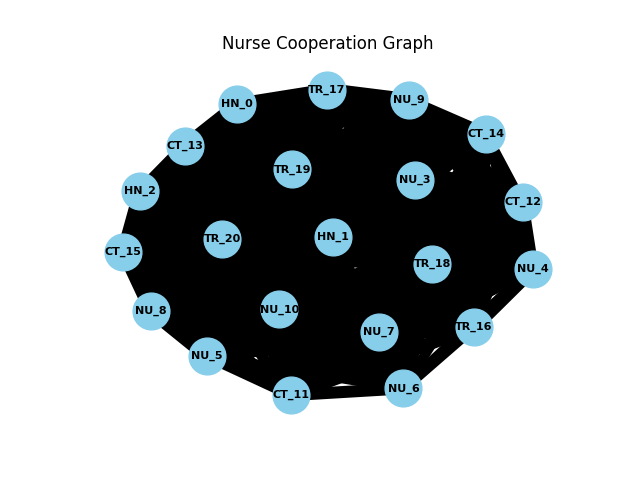 Nurse Cooperation Graph
TR_17
HN_0
NU_9
CT_14
CT_13
TR_19
NU_3
HN_2
CT_12
HN_1
TR_20
CT_15
TR_18
NU_4
NU_10
NU_8
TR_16
NU_7
NU_5
NU_6
CT_11